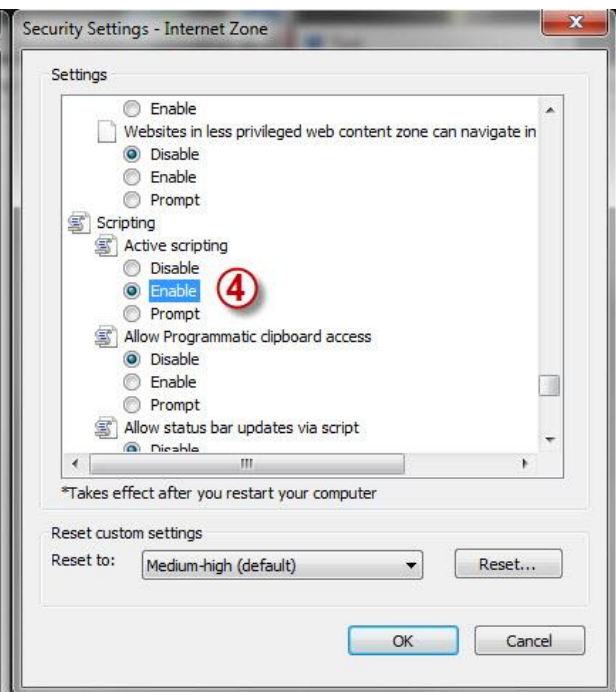 Security Settings - Internet Zone
Settings
Enable
Websites in less privileged web content zone can navigate in
Disable
Enable
Prompt
Scripting
Active scripting
Disable
Enable
4
Prompt
Allow Programmatic clipboard access
Disable
Enable
Prompt
Allow status bar updates via script
Disable
*Takes effect after you restart your computer
Reset custom settings
Reset to: Medium-high (default) Reset...
OK Cancel